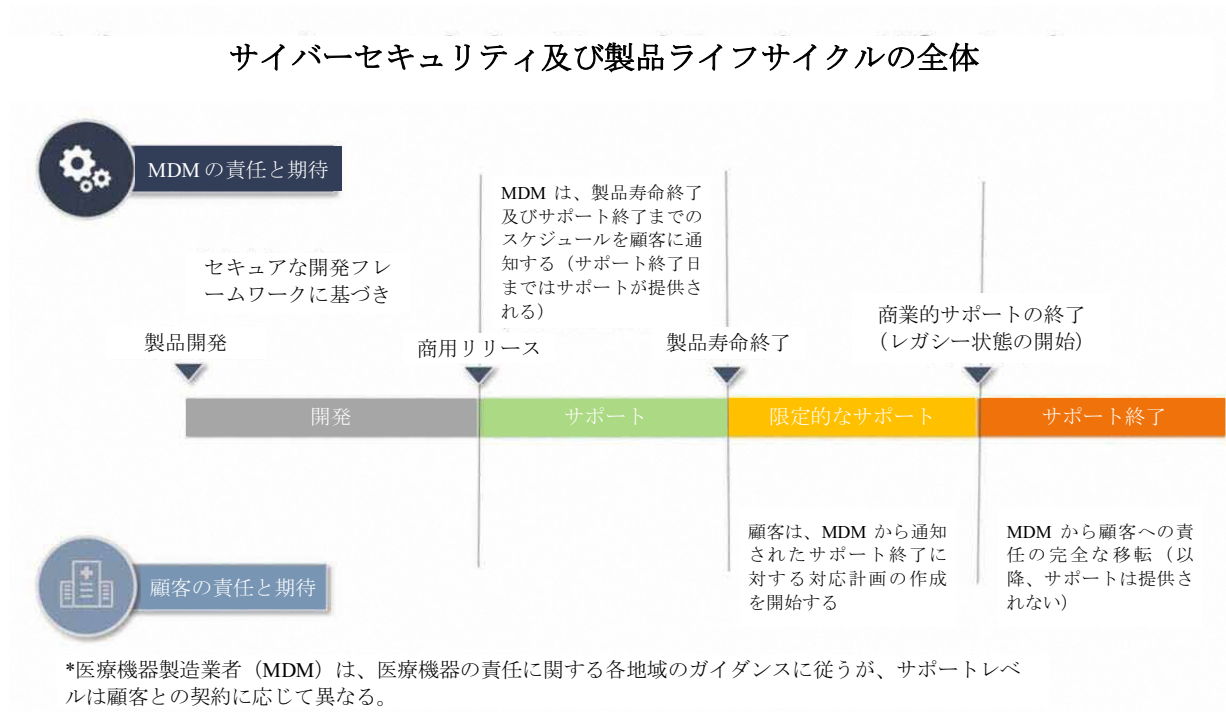 サイバーセキュリティ及び製品ライフサイクルの全体
MDM の責任と期待
MDM は、製品寿命終了
及びサポート終了までの
スケジュールを顧客に通
知する（サポート終了日
まではサポートが提供さ
れる）
セキュアな開発フレ
ームワークに基づき
製品開発
商用リリース
製品寿命終了
商業的サポートの終了
（レガシー状態の開始）
開発
サポート
限定的なサポート
サポート終了
顧客の責任と期待
顧客は、MDM から通知
されたサポート終了に
対する対応計画の作成
を開始する
MDM から顧客への責
任の完全な移転（以
降、サポートは提供さ
れない）
*医療機器製造業者（MDM）は、医療機器の責任に関する各地域のガイダンスに従うが、サポートレベ
ルは顧客との契約に応じて異なる。